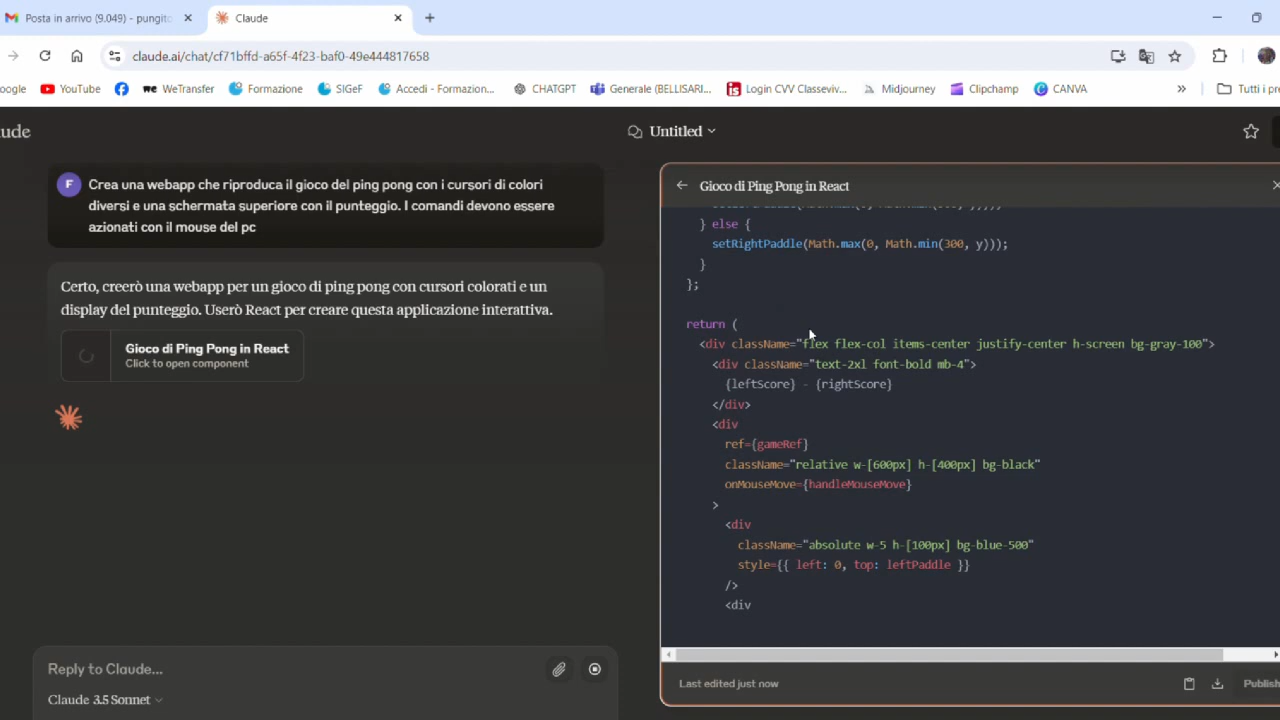 Posta in arrivo (9.049) - pungito
Claude
claude.ai/chat/cf71bffd-a65f-4f23-baf0-49e444817658
oogle
YouTube
WeTransfer
Formazione
SIGeF
Accedi - Formazion...
CHATGPT
Generale (BELLISARI...
Login CVV Classeviv...
Midjourney
Clipchamp
CANVA
Tutti i pre
ude
Untitled
F
Crea una webapp che riproduca il gioco del ping pong con i cursori di colori
diversi e una schermata superiore con il punteggio. I comandi devono essere
azionati con il mouse del pc
Certo, creerò una webapp per un gioco di ping pong con cursori colorati e un
display del punteggio. Userò React per creare questa applicazione interattiva.
Gioco di Ping Pong in React
Click to open component
Reply to Claude...
Claude 3.5 Sonnet
Gioco di Ping Pong in React
} else {
setRightPaddle(Math.max(0, Math.min(300, y)));
}
};
return (
<div className="flex flex-col items-center justify-center h-screen bg-gray-100">
<div className="text-2xl font-bold mb-4">
{leftScore} - {rightScore}
</div>
<div
ref={gameRef}
className="relative w-[600px] h-[400px] bg-black"
onMouseMove={handleMouseMove}
>
<div
className="absolute w-5 h-[100px] bg-blue-500"
style={{ left: 0, top: leftPaddle }}
/>
<div
Last edited just now
Publish